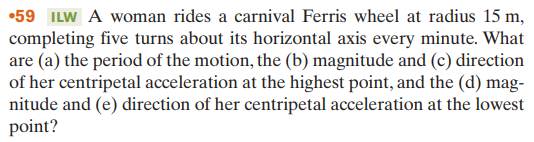 •59 ILW A woman rides a carnival Ferris wheel at radius 15 m,
completing five turns about its horizontal axis every minute. What
are (a) the period of the motion, the (b) magnitude and (c) direction
of her centripetal acceleration at the highest point, and the (d) mag-
nitude and (e) direction of her centripetal acceleration at the lowest
point?